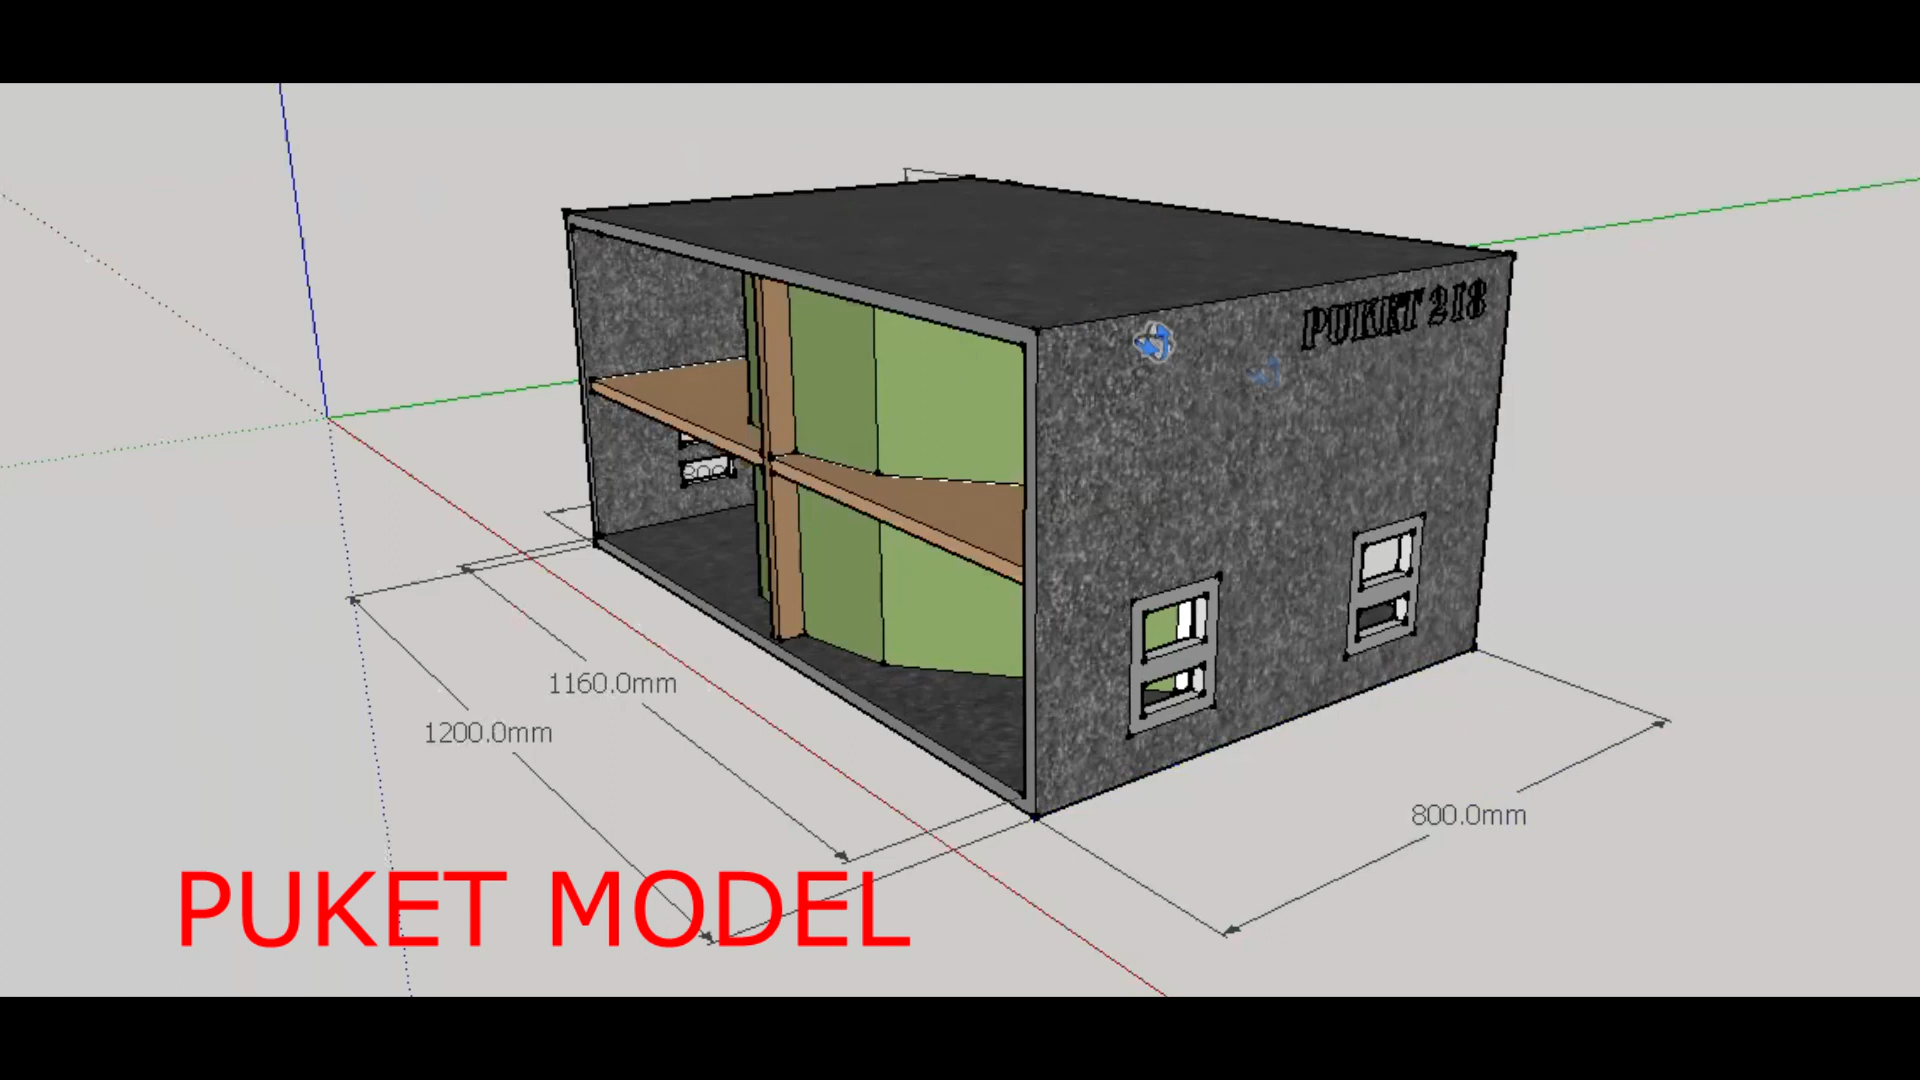 PUKET 218
1160.0mm
1200.0mm
800.0mm
PUKET MODEL